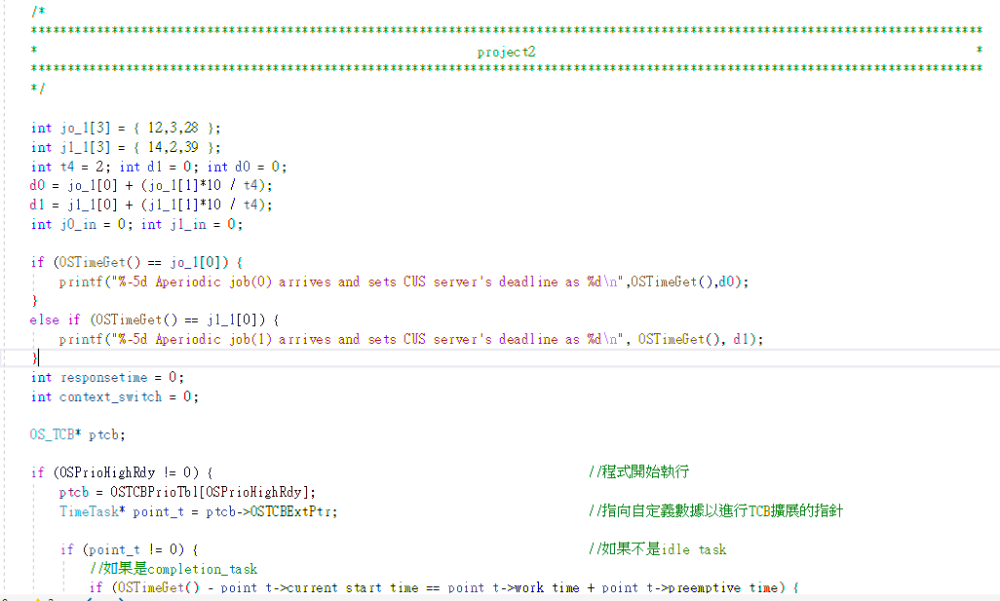 /*
***********************************************************************************************************************
* project2 *
***********************************************************************************************************************
*/
int jo_1[3] = { 12,3,28 };
int j1_1[3] = { 14,2,39 };
int t4 = 2; int d1 = 0; int d0 = 0;
d0 = jo_1[0] + (jo_1[1]*10 / t4);
d1 = j1_1[0] + (j1_1[1]*10 / t4);
int j0_in = 0; int j1_in = 0;
if (OSTimeGet() == jo_1[0]) {
printf("%-5d Aperiodic job(0) arrives and sets CUS server's deadline as %d\n",OSTimeGet(),d0);
}
else if (OSTimeGet() == j1_1[0]) {
printf("%-5d Aperiodic job(1) arrives and sets CUS server's deadline as %d\n", OSTimeGet(), d1);
}
int responsetime = 0;
int context_switch = 0;
OS_TCB* ptcb;
if (OSPrioHighRdy != 0) { //程式開始執行
ptcb = OSTCBPrioTbl[OSPrioHighRdy];
TimeTask* point_t = ptcb->OSTCBExtPtr; //指向自定義數據以進行TCB擴展的指針
if (point_t != 0) { //如果不是idle task
//如果是completion_task
if (OSTimeGet() - point_t->current_start_time == point_t->work_time + point_t->preemptive_time) {